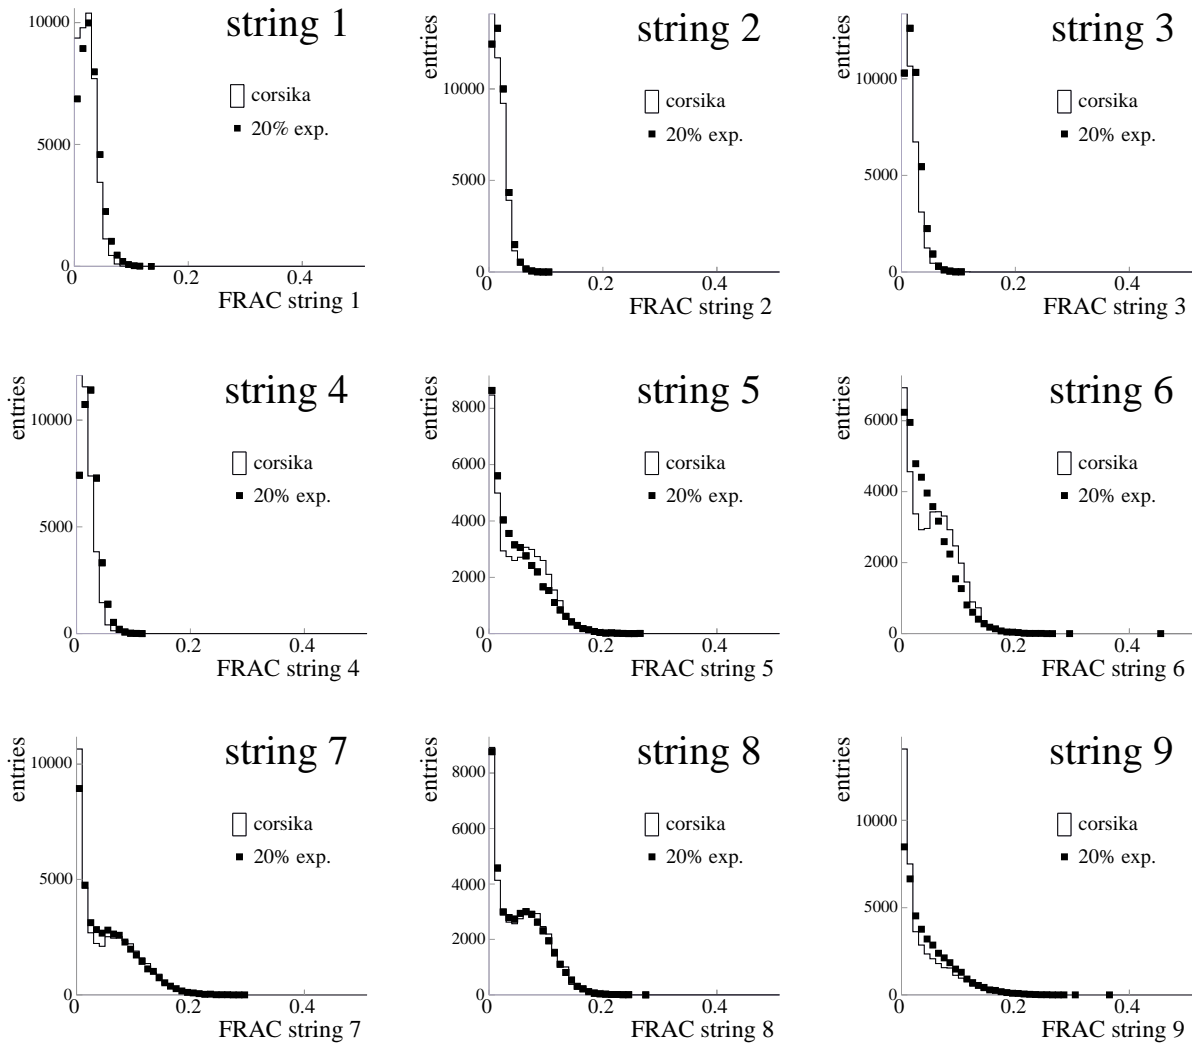 string 1
corsika
20% exp.
10000
5000
0
0
0.2
0.4
FRAC string 1
string 2
entries
corsika
20% exp.
10000
5000
0
0
0.2
0.4
FRAC string 2
string 3
entries
corsika
20% exp.
10000
5000
0
0
0.2
0.4
FRAC string 3
string 4
entries
corsika
20% exp.
10000
5000
0
0
0.2
0.4
FRAC string 4
string 5
entries
corsika
20% exp.
8000
6000
4000
2000
0
0
0.2
0.4
FRAC string 5
string 6
entries
corsika
20% exp.
6000
4000
2000
0
0
0.2
0.4
FRAC string 6
string 7
entries
corsika
20% exp.
10000
5000
0
0
0.2
0.4
FRAC string 7
string 8
entries
corsika
20% exp.
8000
6000
4000
2000
0
0
0.2
0.4
FRAC string 8
string 9
entries
corsika
20% exp.
10000
5000
0
0
0.2
0.4
FRAC string 9